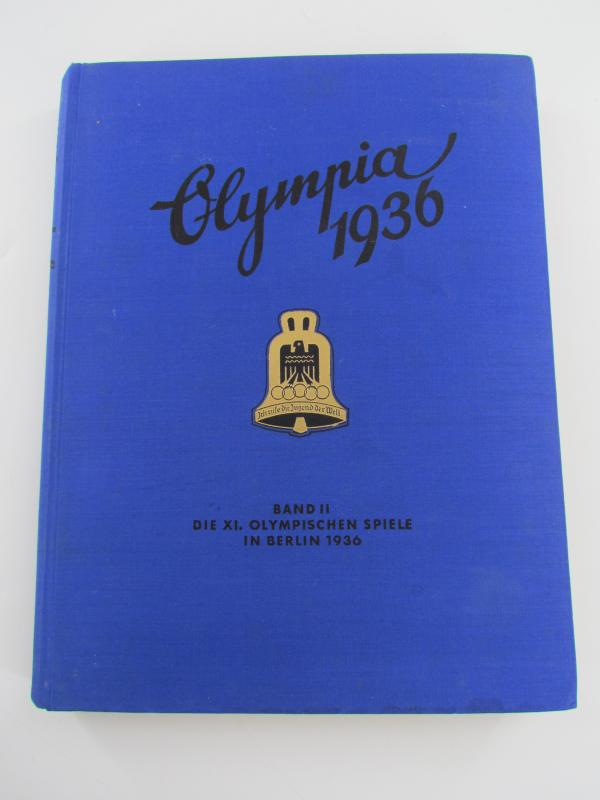 Olympia
1936
Ich rufe die Jugend der Welt
BAND II
DIE XI. OLYMPISCHEN SPIELE
IN BERLIN 1936